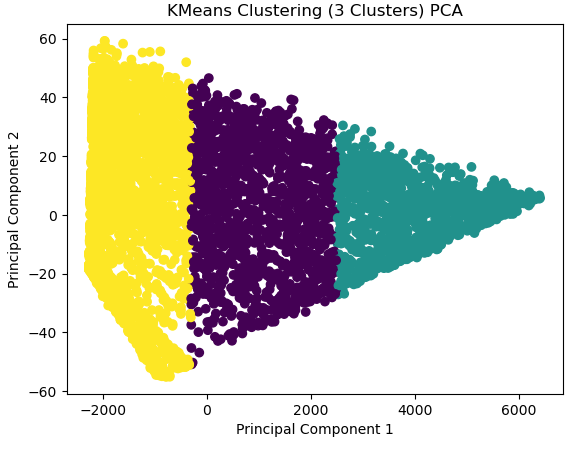 KMeans Clustering (3 Clusters) PCA
60
40
20
0
−20
−40
−60
Principal Component 2
−2000 0 2000 4000 6000
Principal Component 1